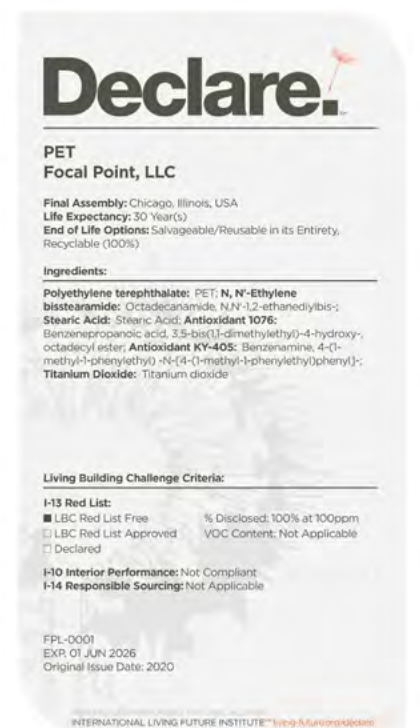 Declare.
PET
Focal Point, LLC
Final Assembly: Chicago, Illinois, USA
Life Expectancy: 30 Year(s)
End of Life Options: Salvageable/Reusable in its Entirety,
Recyclable (100%)
Ingredients:
Polyethylene terephthalate: PET; N, N'-Ethylene
bisstearamide: Octadecanamide, N,N'-1,2-ethanediylbis-;
Stearic Acid: Stearic Acid; Antioxidant 1076:
Benzenepropanoic acid, 3,5-bis(1,1-dimethylethyl)-4-hydroxy-,
octadecyl ester; Antioxidant KY-405: Benzenamine, 4-(1-
methyl-1-phenylethyl) -N-[4-(1-methyl-1-phenylethyl)phenyl]-;
Titanium Dioxide: Titanium dioxide
Living Building Challenge Criteria:
I-13 Red List:
■ LBC Red List Free % Disclosed: 100% at 100ppm
□ LBC Red List Approved VOC Content: Not Applicable
□ Declared
I-10 Interior Performance: Not Compliant
I-14 Responsible Sourcing: Not Applicable
FPL-0001
EXP. 01 JUN 2026
Original Issue Date: 2020
INTERNATIONAL LIVING FUTURE INSTITUTE™ living-future.org/declare